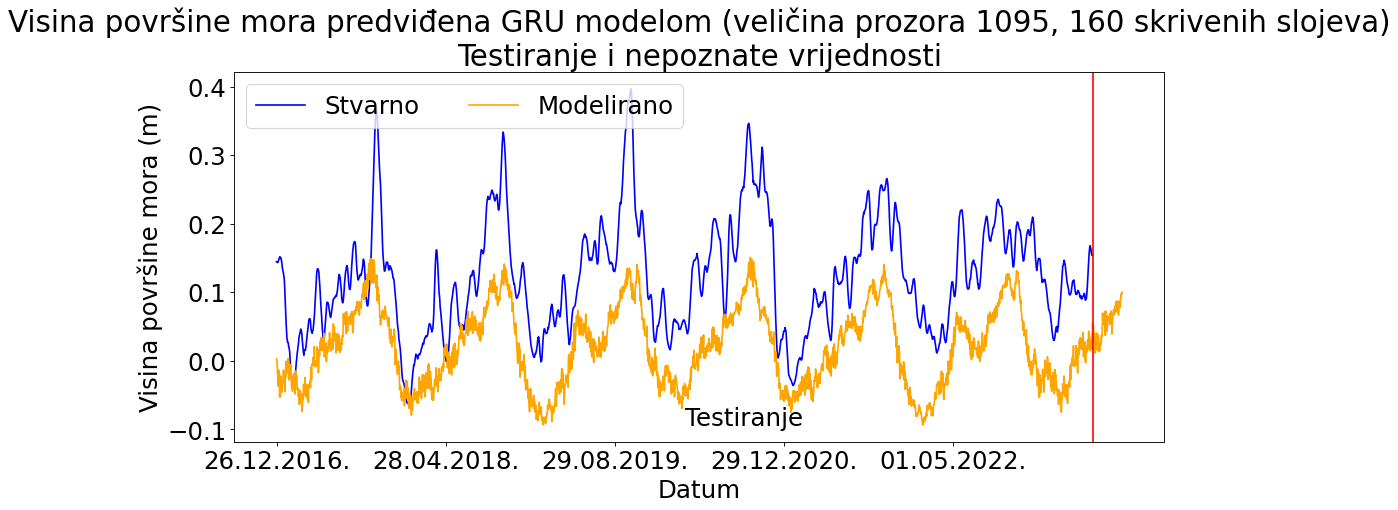 Visina površine mora predviđena GRU modelom (veličina prozora 1095, 160 skrivenih slojeva)
Testiranje i nepoznate vrijednosti
Stvarno
Modelirano
Visina površine mora (m)
0.4
0.3
0.2
0.1
0.0
−0.1
Testiranje
26.12.2016.
28.04.2018.
29.08.2019.
29.12.2020.
01.05.2022.
Datum